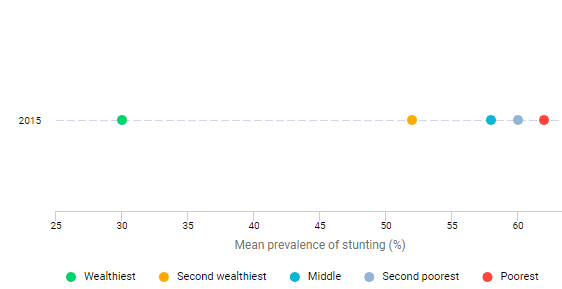 2015
25 30 35 40 45 50 55 60
Mean prevalence of stunting (%)
Wealthiest Second wealthiest Middle Second poorest Poorest